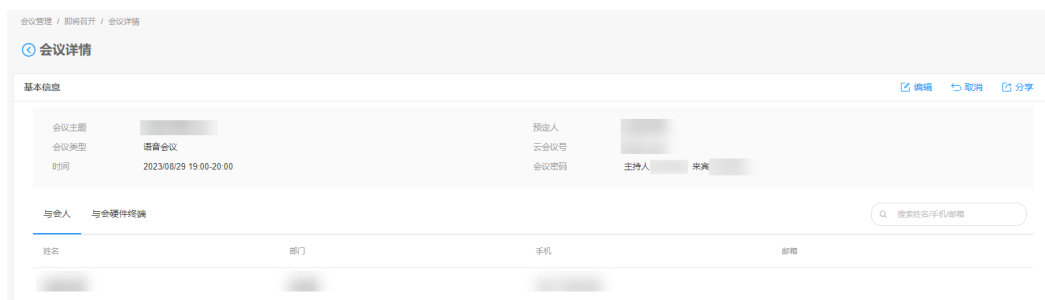 会议管理 / 即将召开 / 会议详情
会议详情
基本信息 编辑 取消 分享
会议主题 预定人
会议类型 语音会议 云会议号
时间 2023/08/29 19:00-20:00 会议密码 主持人 来宾
与会人 与会硬件终端 搜索姓名/手机/邮箱
姓名 部门 手机 邮箱